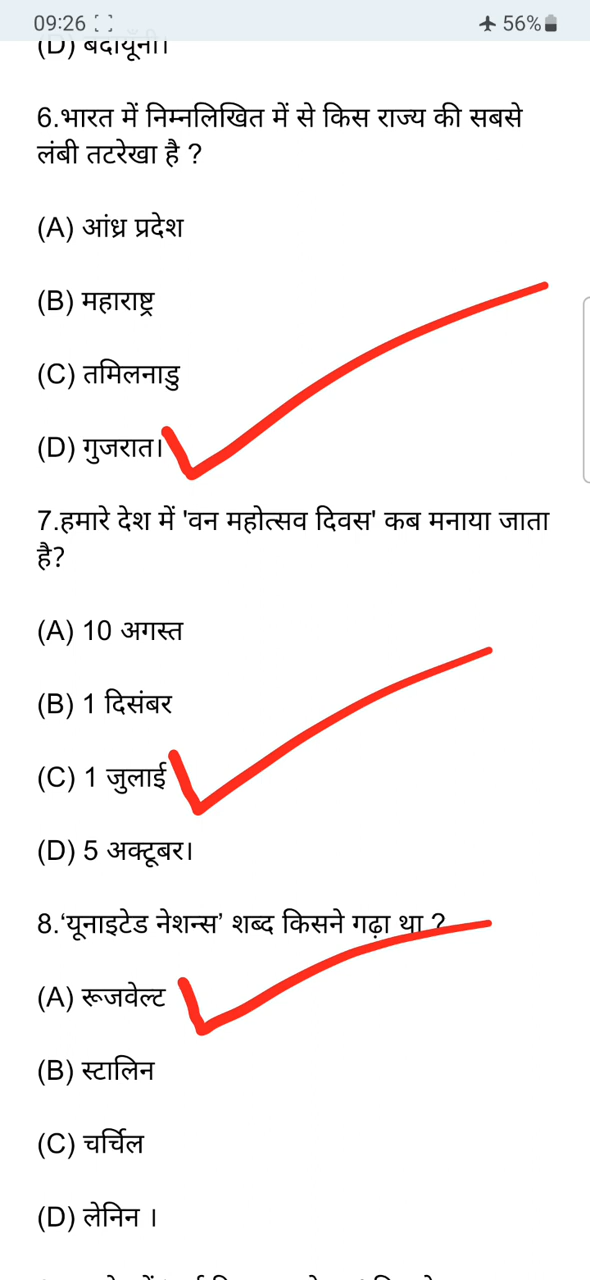 09:26
56%
(D) बदायूँनी।
6.भारत में निम्नलिखित में से किस राज्य की सबसे
लंबी तटरेखा है ?
(A) आंध्र प्रदेश
(B) महाराष्ट्र
(C) तमिलनाडु
(D) गुजरात।
7.हमारे देश में 'वन महोत्सव दिवस' कब मनाया जाता
है?
(A) 10 अगस्त
(B) 1 दिसंबर
(C) 1 जुलाई
(D) 5 अक्टूबर।
8.‘यूनाइटेड नेशन्स’ शब्द किसने गढ़ा था ?
(A) रूजवेल्ट
(B) स्टालिन
(C) चर्चिल
(D) लेनिन ।